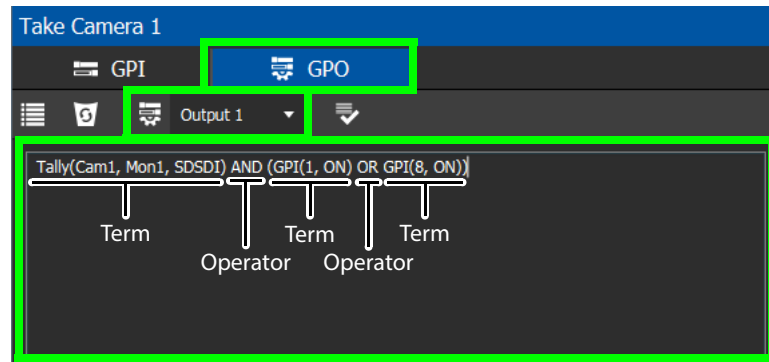 Take Camera 1
GPI
GPO
Output 1
Tally(Cam1, Mon1, SDSDI) AND (GPI(1, ON) OR GPI(8, ON))
Term
Term
Term
Operator
Operator